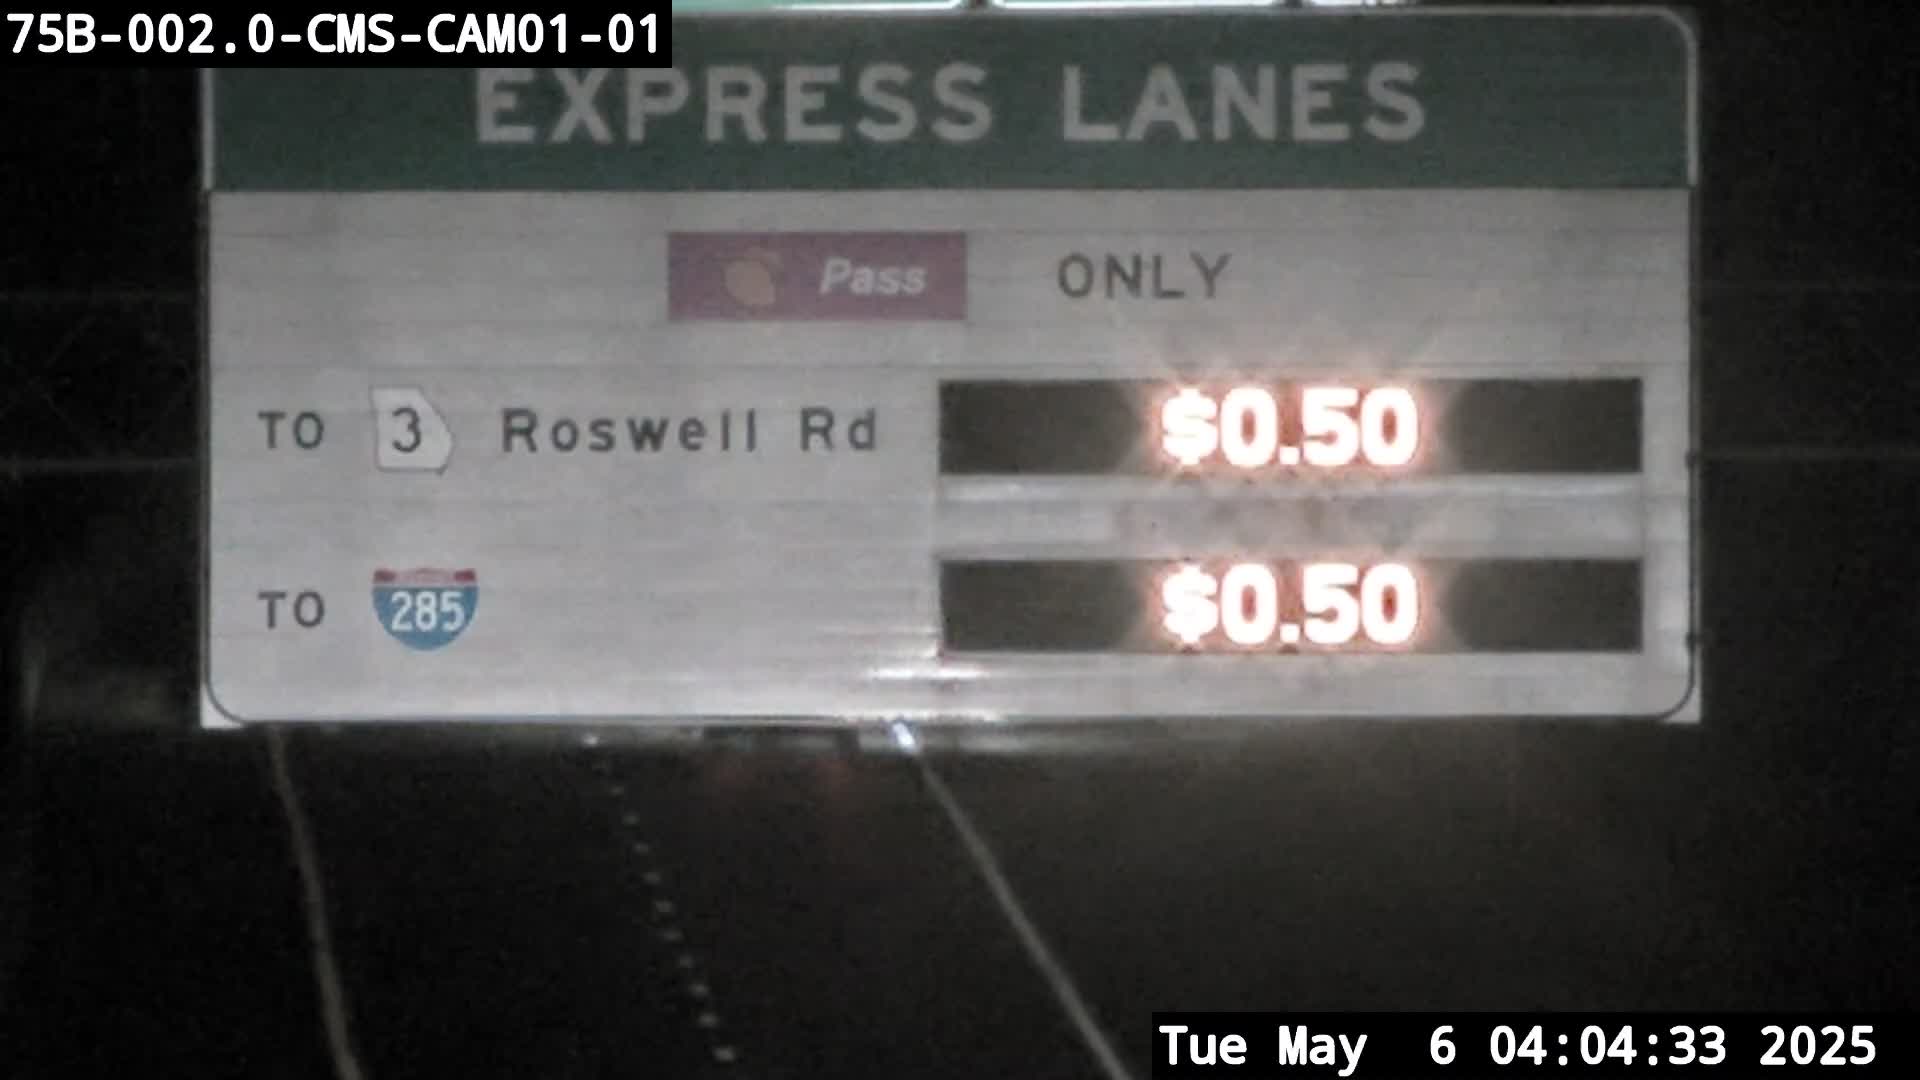 75B-002.0-CMS-CAM01-01
EXPRESS LANES
Pass ONLY
TO 3 Roswell Rd $0.50
TO 285 $0.50
Tue May 6 04:04:33 2025